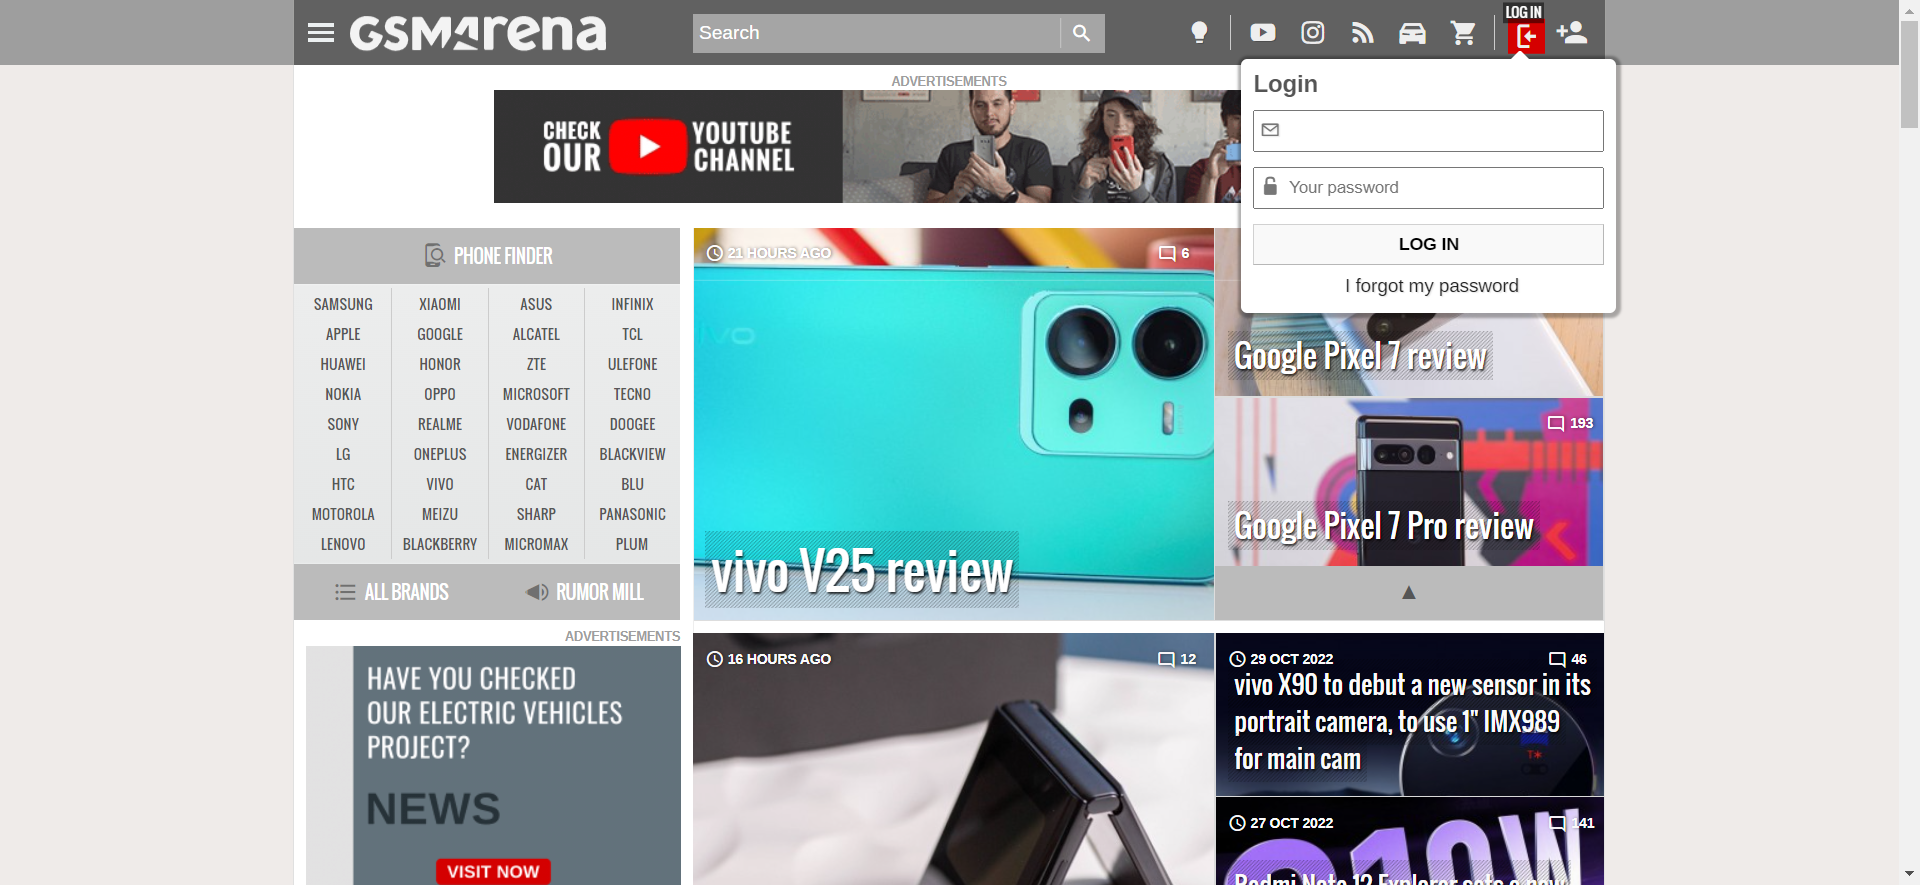 GSMArena
Search
LOG IN
Login
Your password
LOG IN
I forgot my password
ADVERTISEMENTS
CHECK OUR YOUTUBE CHANNEL
PHONE FINDER
SAMSUNG XIAOMI ASUS INFINIX
APPLE GOOGLE ALCATEL TCL
HUAWEI HONOR ZTE ULEFONE
NOKIA OPPO MICROSOFT TECNO
SONY REALME VODAFONE DOOGEE
LG ONEPLUS ENERGIZER BLACKVIEW
HTC VIVO CAT BLU
MOTOROLA MEIZU SHARP PANASONIC
LENOVO BLACKBERRY MICROMAX PLUM
ALL BRANDS RUMOR MILL
21 HOURS AGO 6
vivo V25 review
Google Pixel 7 review
193
Google Pixel 7 Pro review
▲
ADVERTISEMENTS
HAVE YOU CHECKED
OUR ELECTRIC VEHICLES
PROJECT?
NEWS
VISIT NOW
16 HOURS AGO 12
29 OCT 2022 46
vivo X90 to debut a new sensor in its
portrait camera, to use 1" IMX989
for main cam
27 OCT 2022 141
Redmi Note 12 Explorer sets a new